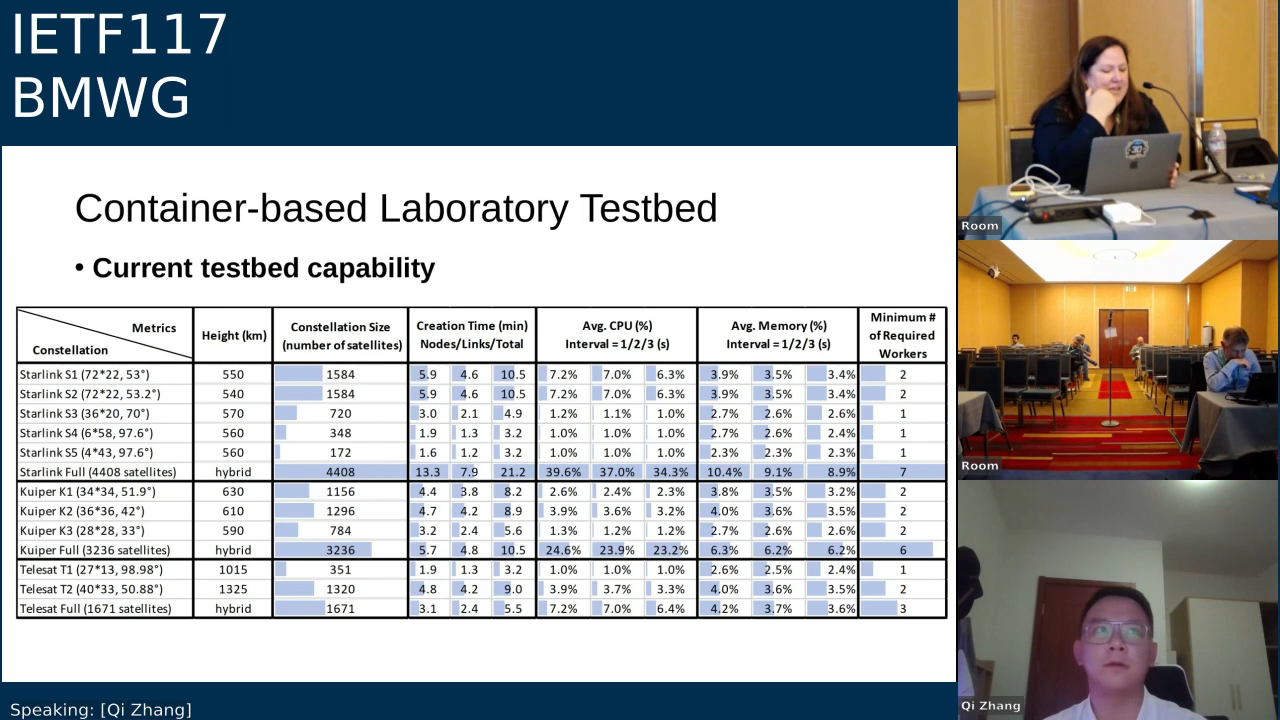 IETF117
BMWG
Container-based Laboratory Testbed
• Current testbed capability
Metrics
Constellation
Height (km)
Constellation Size
(number of satellites)
Creation Time (min)
Nodes/Links/Total
Avg. CPU (%)
Interval = 1/2/3 (s)
Avg. Memory (%)
Interval = 1/2/3 (s)
Minimum #
of Required
Workers
Starlink S1 (72*22, 53°) 550 1584 5.9 4.6 10.5 7.2% 7.0% 6.3% 3.9% 3.5% 3.4% 2
Starlink S2 (72*22, 53.2°) 540 1584 5.9 4.6 10.5 7.2% 7.0% 6.3% 3.9% 3.5% 3.4% 2
Starlink S3 (36*20, 70°) 570 720 3.0 2.1 4.9 1.2% 1.1% 1.0% 2.7% 2.6% 2.6% 1
Starlink S4 (6*58, 97.6°) 560 348 1.9 1.3 3.2 1.0% 1.0% 1.0% 2.7% 2.6% 2.4% 1
Starlink S5 (4*43, 97.6°) 560 172 1.6 1.2 3.2 1.0% 1.0% 1.0% 2.3% 2.3% 2.3% 1
Starlink Full (4408 satellites) hybrid 4408 13.3 7.9 21.2 39.6% 37.0% 34.3% 10.4% 9.1% 8.9% 7
Kuiper K1 (34*34, 51.9°) 630 1156 4.4 3.8 8.2 2.6% 2.4% 2.3% 3.8% 3.5% 3.2% 2
Kuiper K2 (36*36, 42°) 610 1296 4.7 4.2 8.9 3.9% 3.6% 3.2% 4.0% 3.6% 3.5% 2
Kuiper K3 (28*28, 33°) 590 784 3.2 2.4 5.6 1.3% 1.2% 1.2% 2.7% 2.6% 2.6% 2
Kuiper Full (3236 satellites) hybrid 3236 5.7 4.8 10.5 24.6% 23.9% 23.2% 6.3% 6.2% 6.2% 6
Telesat T1 (27*13, 98.98°) 1015 351 1.9 1.3 3.2 1.0% 1.0% 1.0% 2.6% 2.5% 2.4% 1
Telesat T2 (40*33, 50.88°) 1325 1320 4.8 4.2 9.0 3.9% 3.7% 3.3% 4.0% 3.6% 3.5% 2
Telesat Full (1671 satellites) hybrid 1671 3.1 2.4 5.5 7.2% 7.0% 6.4% 4.2% 3.7% 3.6% 3
Room
Room
Qi Zhang
Speaking: [Qi Zhang]